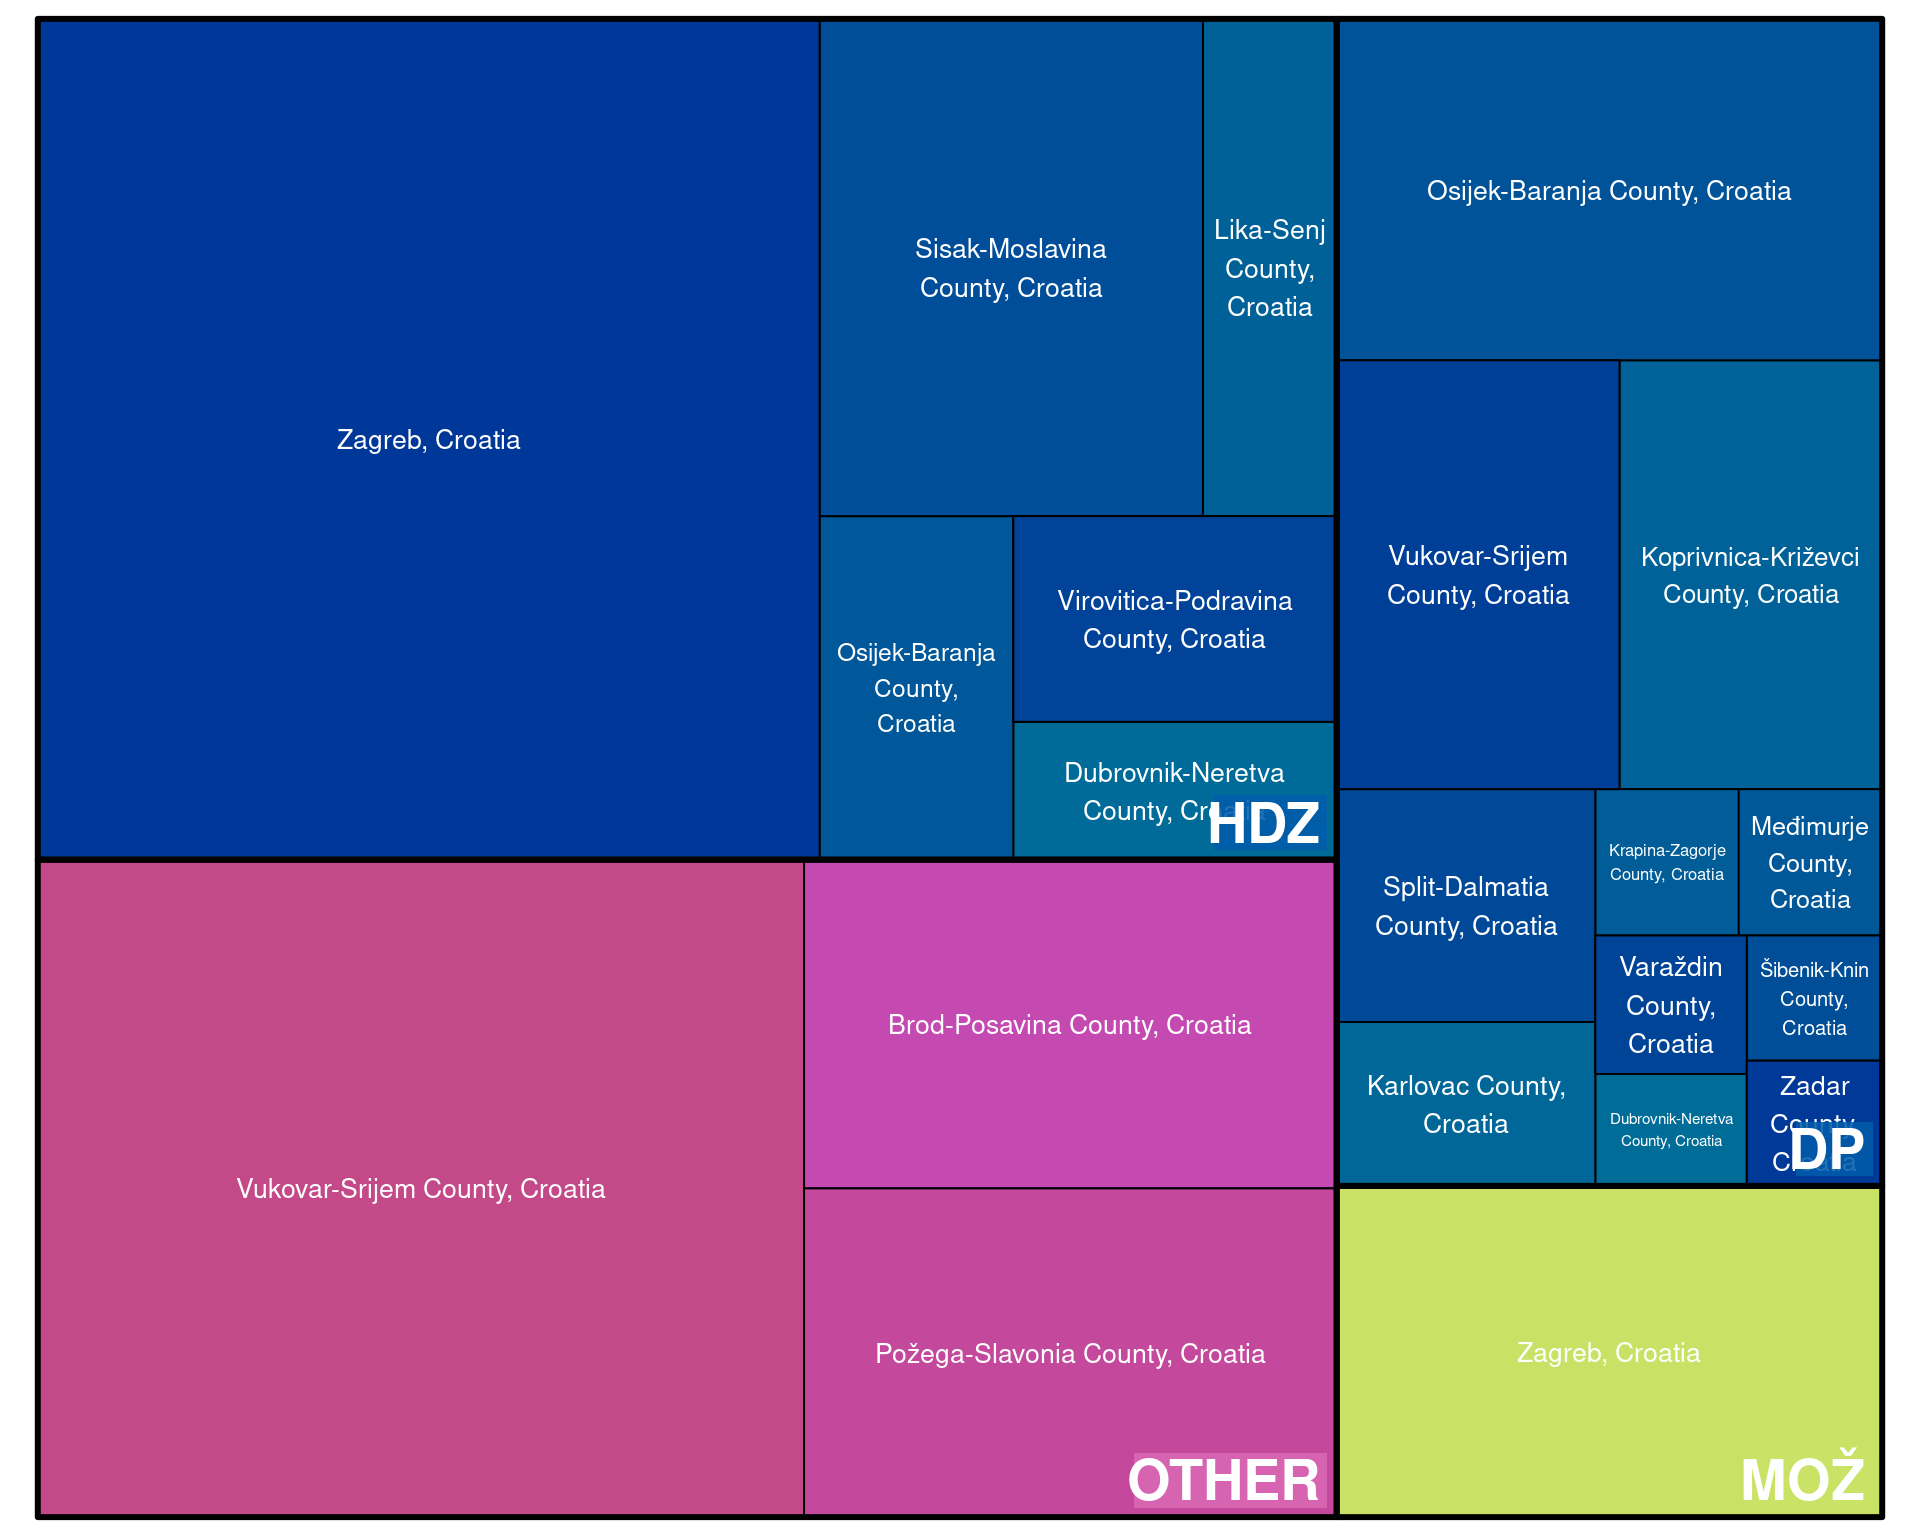 Zagreb, Croatia
Sisak-Moslavina
County, Croatia
Lika-Senj
County,
Croatia
Osijek-Baranja
County,
Croatia
Virovitica-Podravina
County, Croatia
Dubrovnik-Neretva
County, Croatia
HDZ
Osijek-Baranja County, Croatia
Vukovar-Srijem
County, Croatia
Koprivnica-Križevci
County, Croatia
Split-Dalmatia
County, Croatia
Krapina-Zagorje
County, Croatia
Međimurje
County,
Croatia
Varaždin
County,
Croatia
Šibenik-Knin
County,
Croatia
Karlovac County,
Croatia
Dubrovnik-Neretva
County, Croatia
Zadar
County,
Croatia
DP
Vukovar-Srijem County, Croatia
Brod-Posavina County, Croatia
Požega-Slavonia County, Croatia
OTHER
Zagreb, Croatia
MOŽ